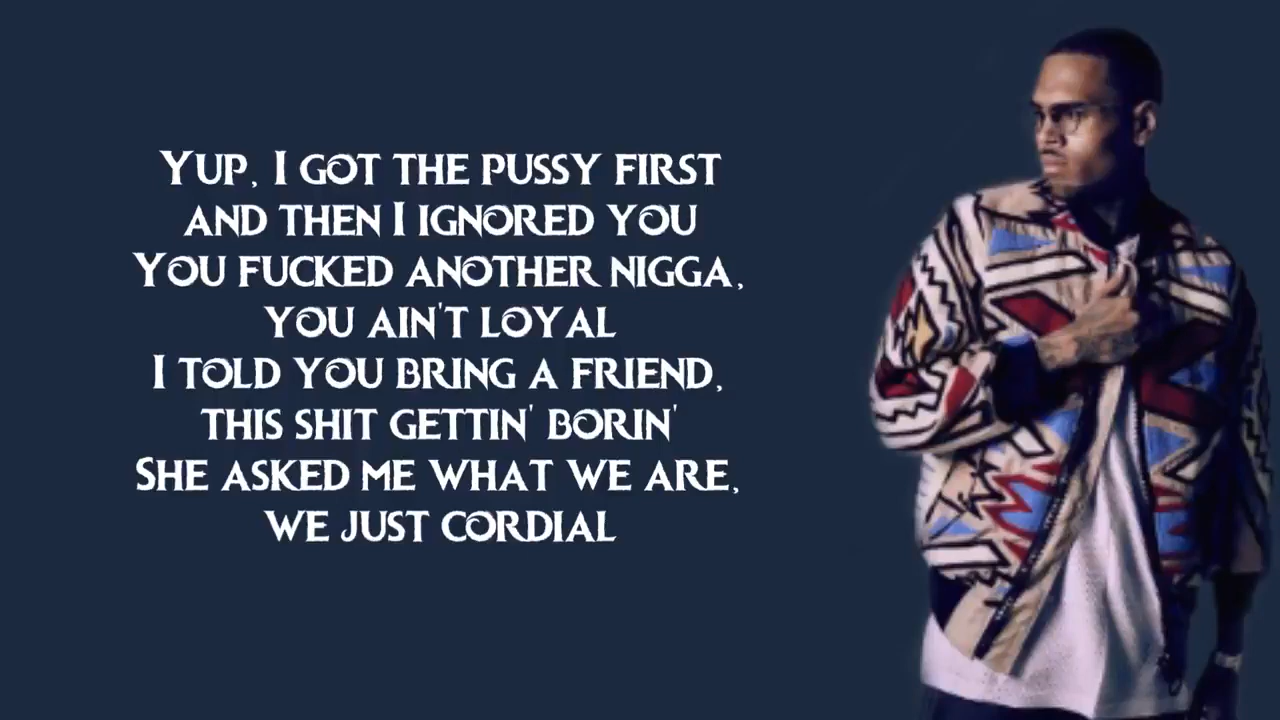 Yup, I got the pussy first
and then I ignored you
You fucked another nigga,
you ain't loyal
I told you bring a friend,
this shit gettin' borin'
She asked me what we are,
we just cordial